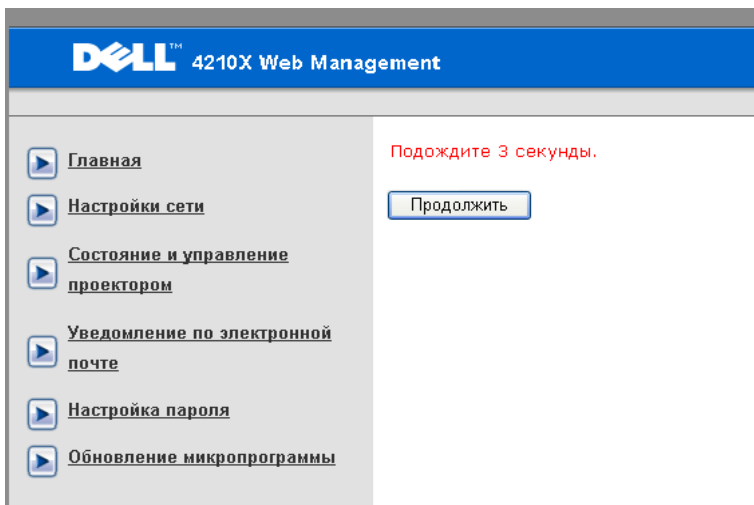 DELL™ 4210X Web Management
Главная
Настройки сети
Состояние и управление
проектором
Уведомление по электронной
почте
Настройка пароля
Обновление микропрограммы
Подождите 3 секунды.
Продолжить